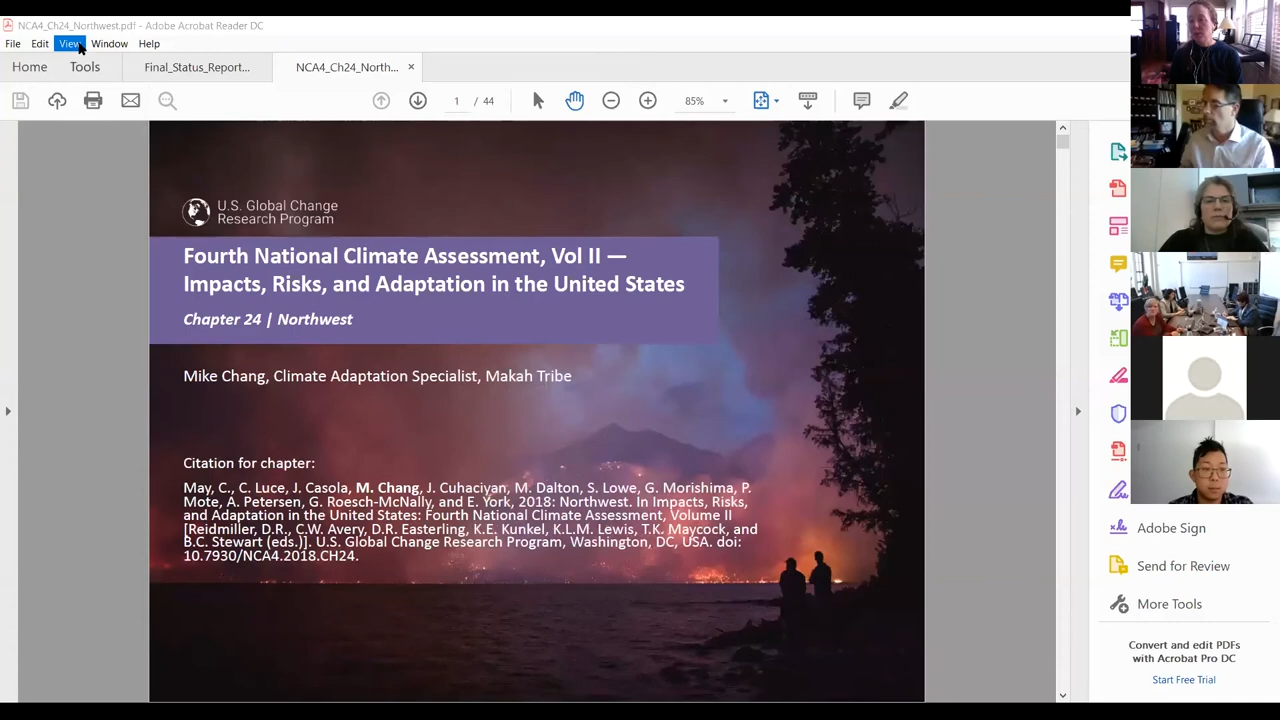 NCA4_Ch24_Northwest.pdf - Adobe Acrobat Reader DC
File Edit View Window Help
Home Tools Final_Status_Report... NCA4_Ch24_North... ×
1 / 44 85%
U.S. Global Change
Research Program
Fourth National Climate Assessment, Vol II —
Impacts, Risks, and Adaptation in the United States
Chapter 24 | Northwest
Mike Chang, Climate Adaptation Specialist, Makah Tribe
Citation for chapter:
May, C., C. Luce, J. Casola, M. Chang, J. Cuhaciyan, M. Dalton, S. Lowe, G. Morishima, P.
Mote, A. Petersen, G. Roesch-McNally, and E. York, 2018: Northwest. In Impacts, Risks,
and Adaptation in the United States: Fourth National Climate Assessment, Volume II
[Reidmiller, D.R., C.W. Avery, D.R. Easterling, K.E. Kunkel, K.L.M. Lewis, T.K. Maycock, and
B.C. Stewart (eds.)]. U.S. Global Change Research Program, Washington, DC, USA. doi:
10.7930/NCA4.2018.CH24.
Adobe Sign
Send for Review
More Tools
Convert and edit PDFs
with Acrobat Pro DC
Start Free Trial